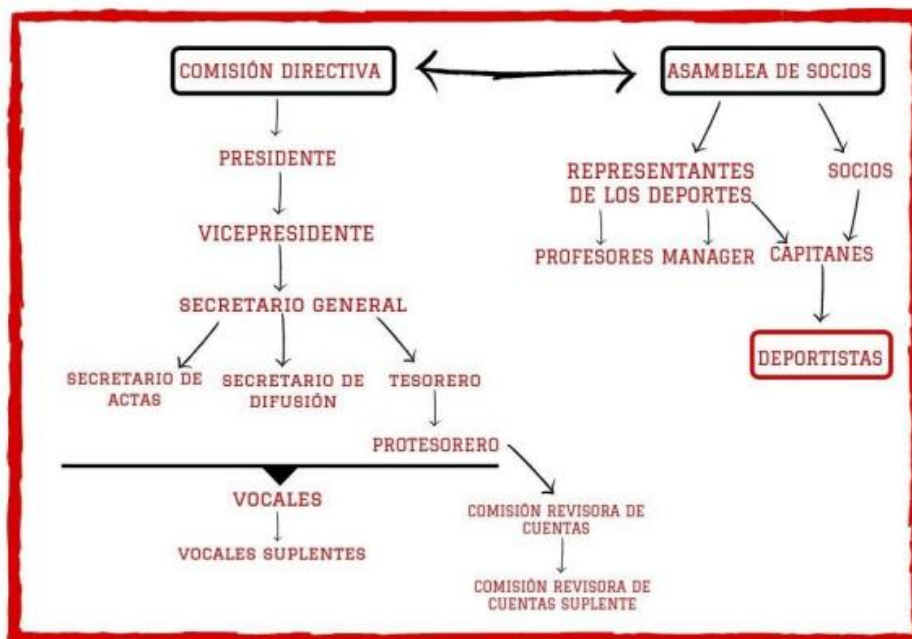 COMISIÓN DIRECTIVA
ASAMBLEA DE SOCIOS
PRESIDENTE
REPRESENTANTES
DE LOS DEPORTES
SOCIOS
VICEPRESIDENTE
PROFESORES
MANAGER
CAPITANES
SECRETARIO GENERAL
DEPORTISTAS
SECRETARIO DE
ACTAS
SECRETARIO DE
DIFUSIÓN
TESORERO
PROTESORERO
VOCALES
COMISIÓN REVISORA DE
CUENTAS
VOCALES SUPLENTES
COMISIÓN REVISORA DE
CUENTAS SUPLENTE